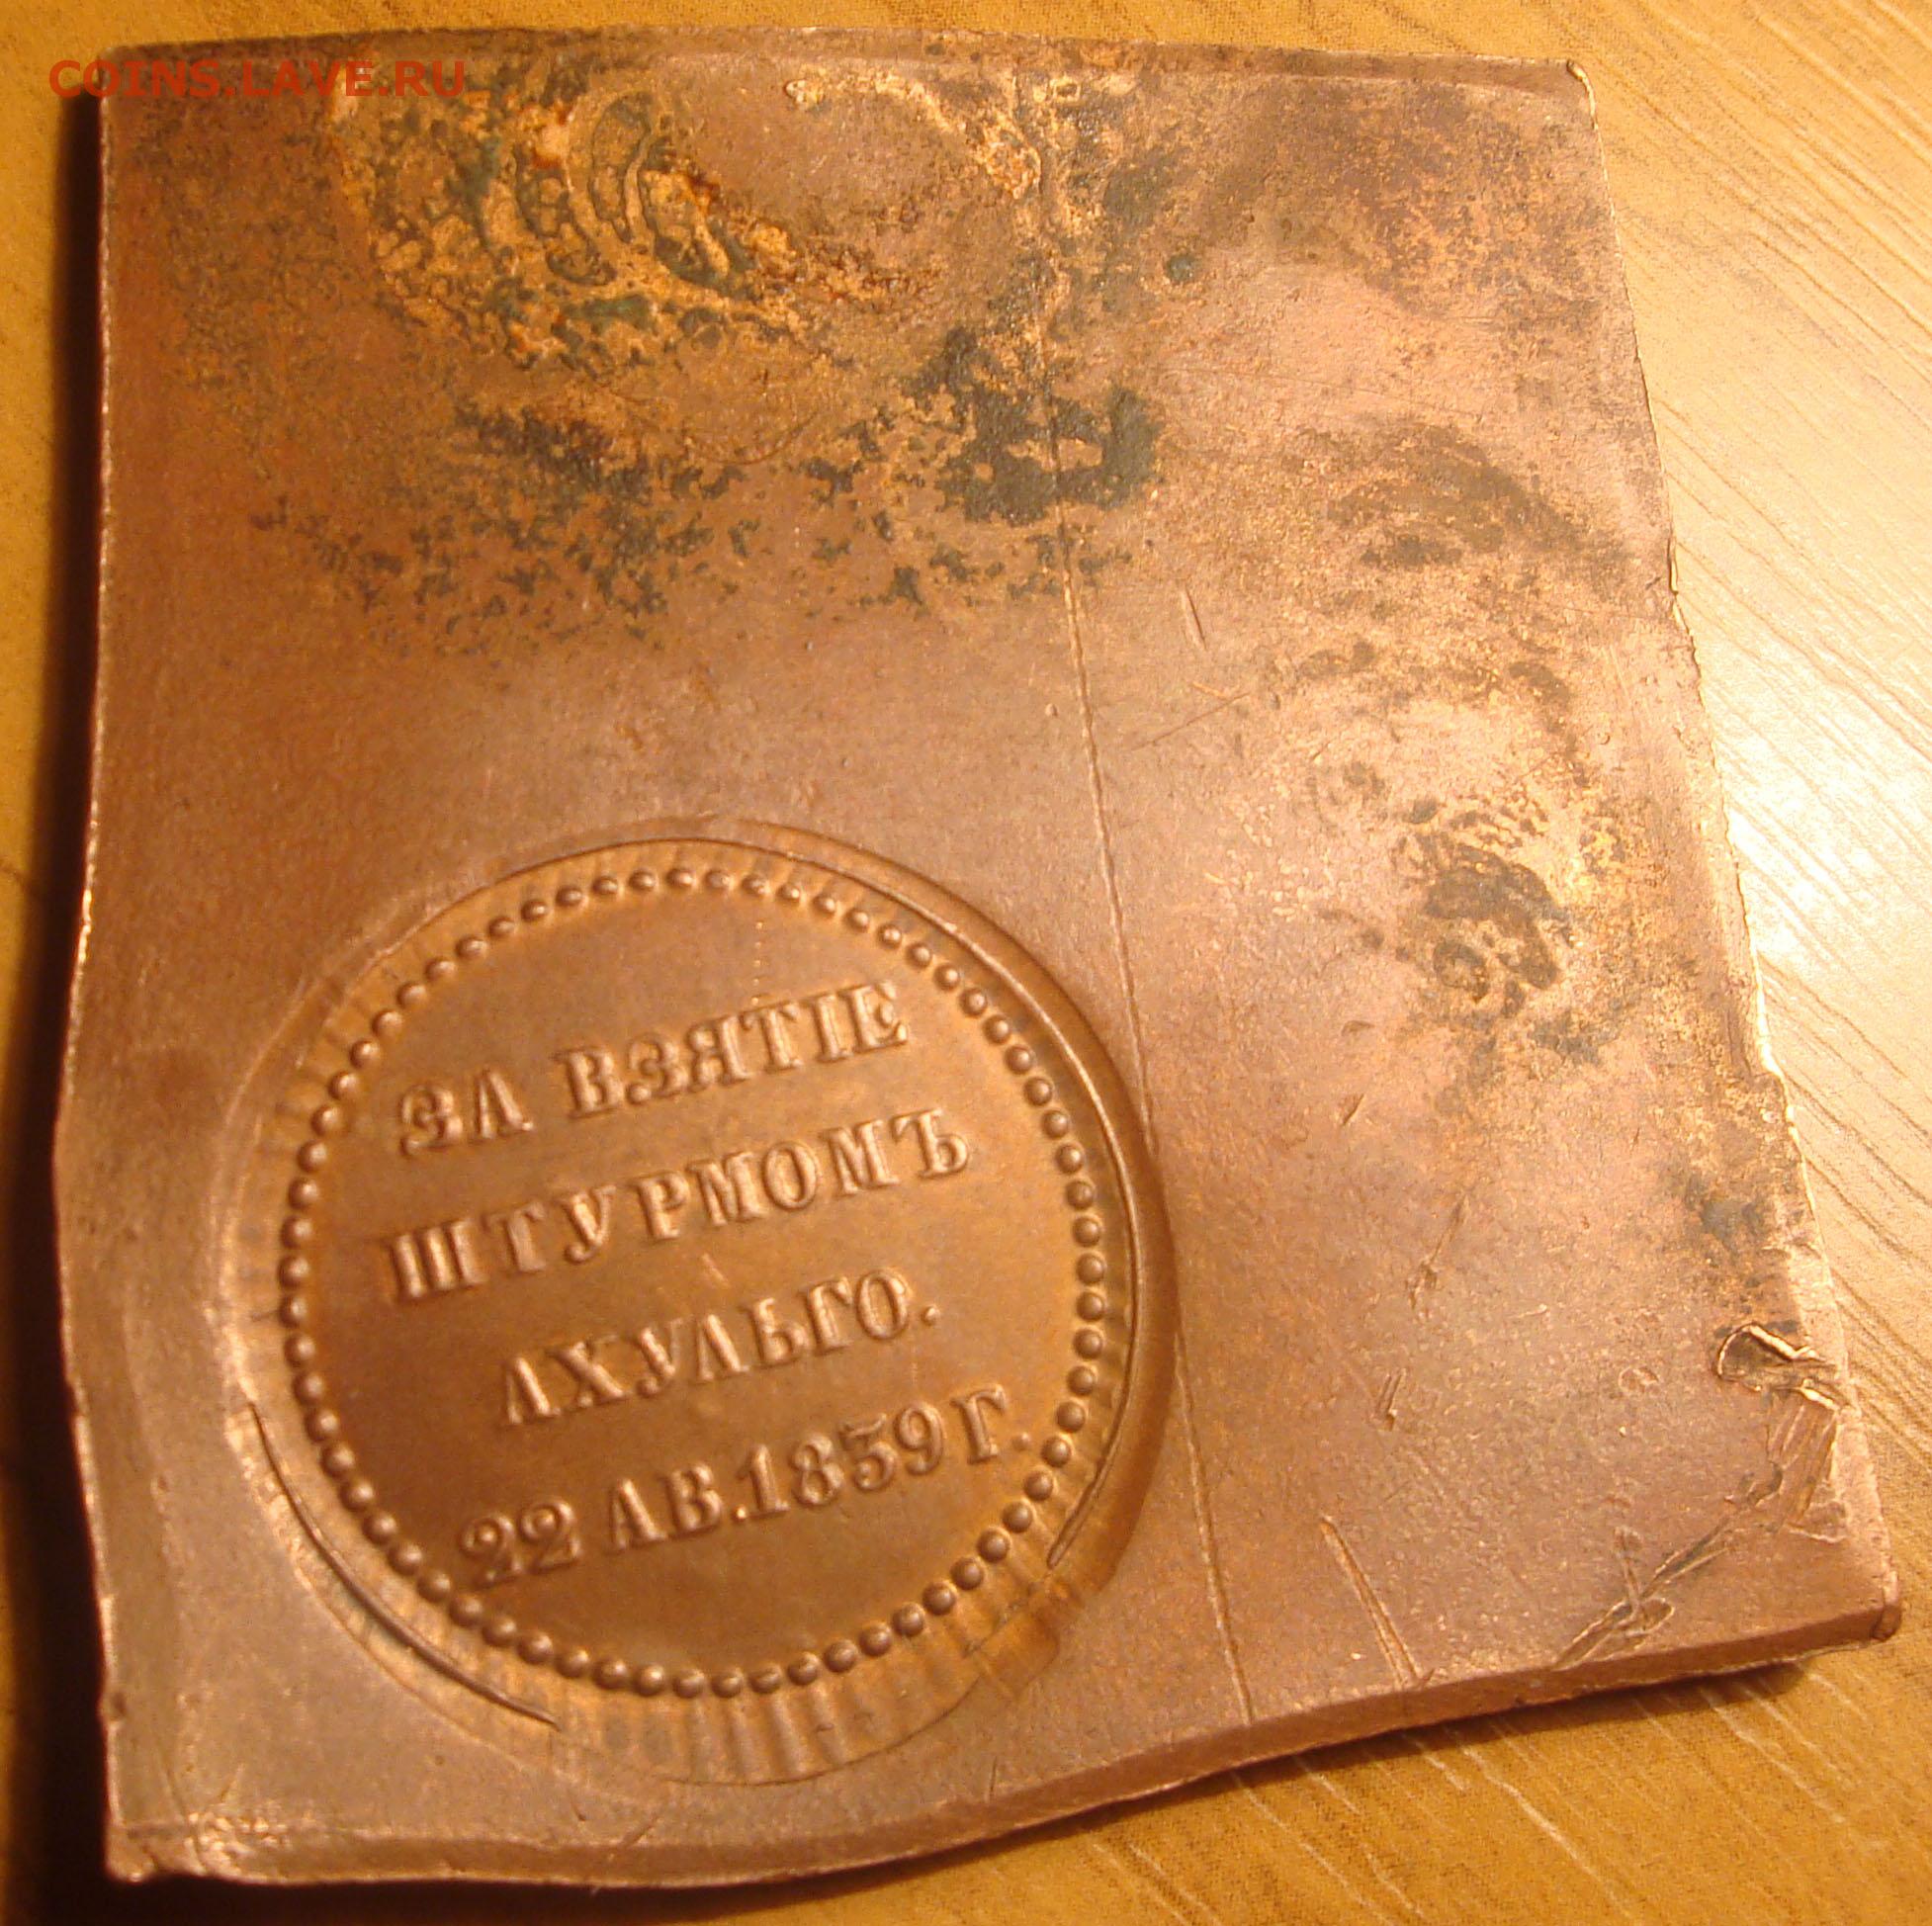 COINS.LAVE.RU
ЗА ВЗЯТІЕ
ШТУРМОМЪ
АХУЛЬГО.
22 АВ.1839 Г.